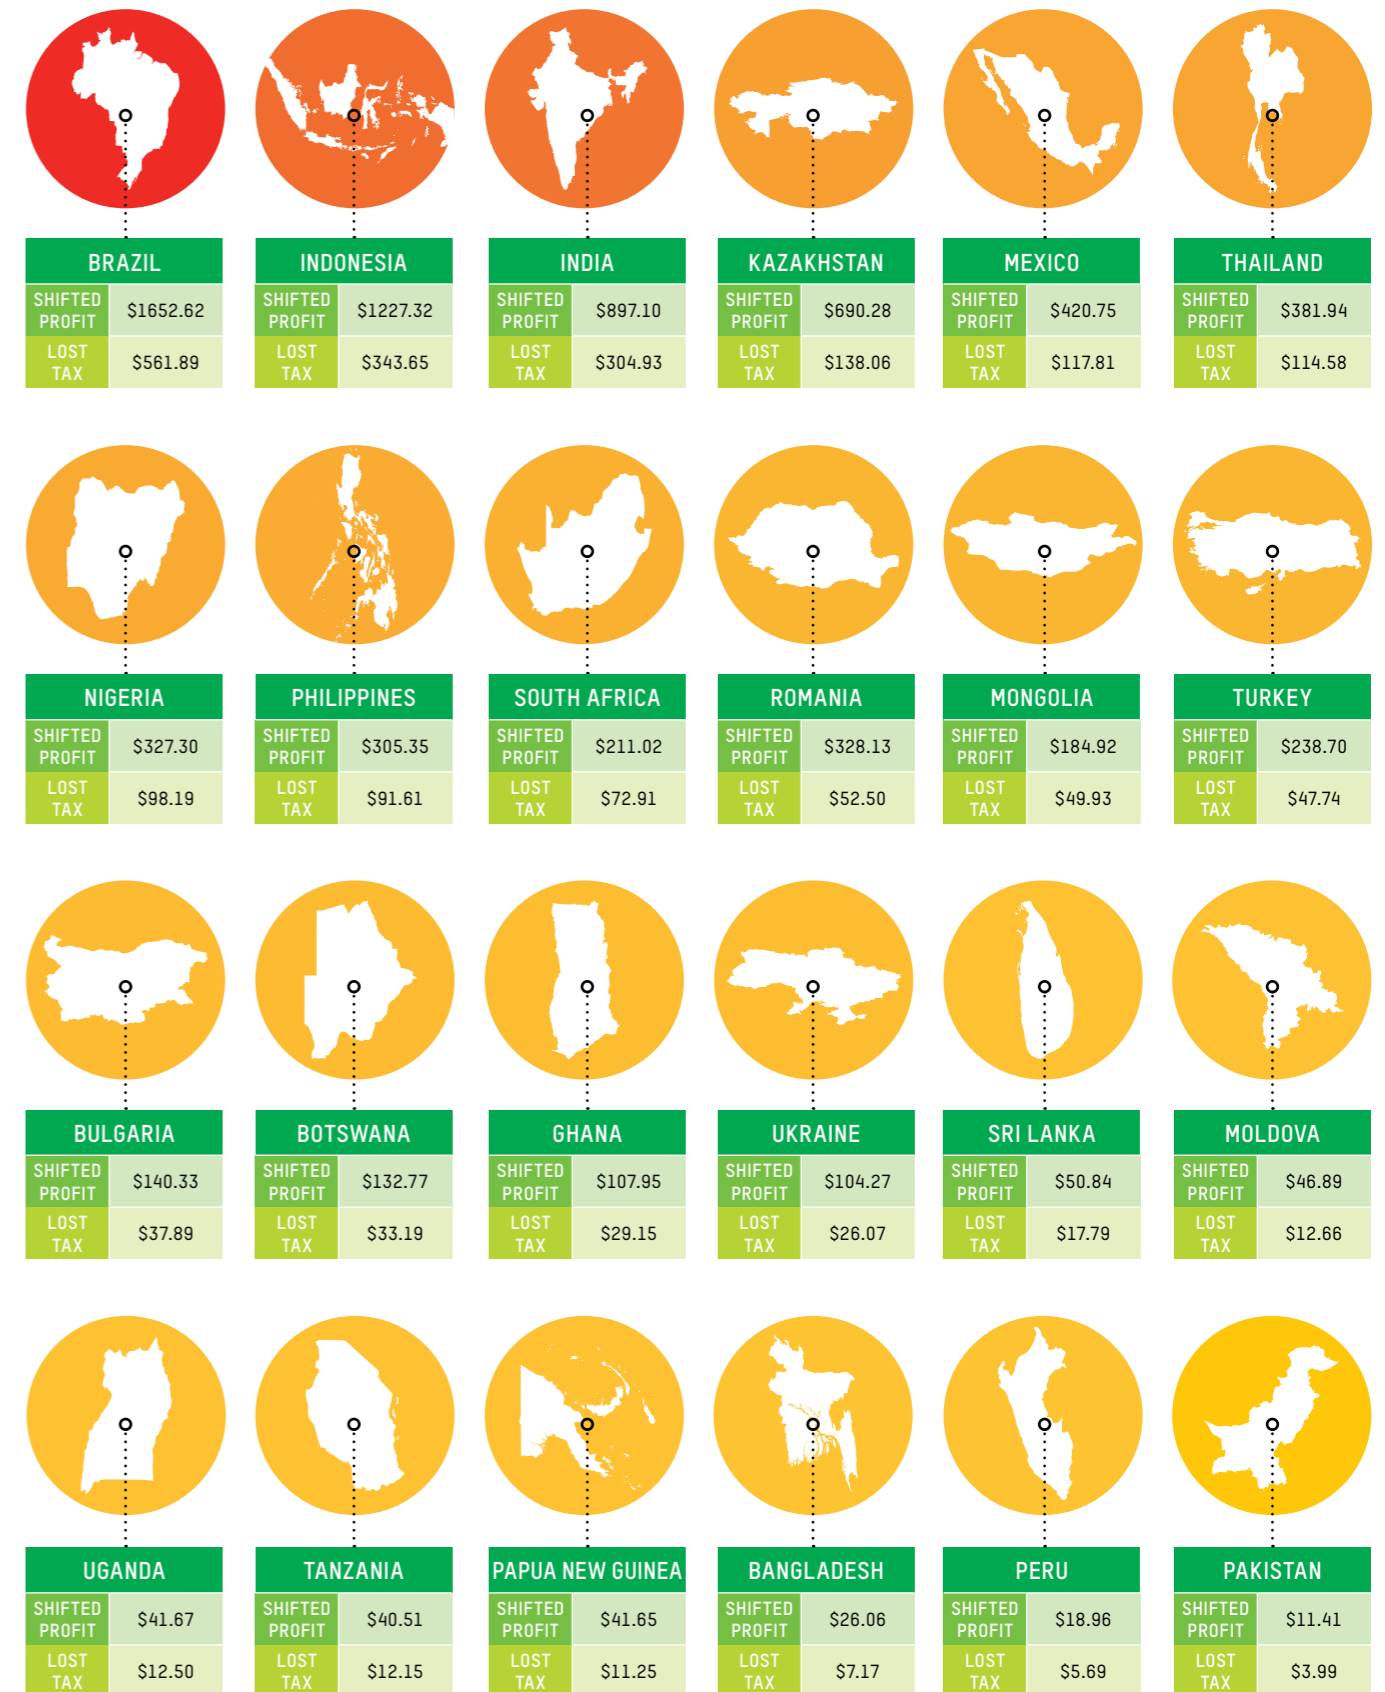 BRAZIL
SHIFTED
PROFIT
$1652.62
LOST
TAX
$561.89
INDONESIA
SHIFTED
PROFIT
$1227.32
LOST
TAX
$343.65
INDIA
SHIFTED
PROFIT
$897.10
LOST
TAX
$304.93
KAZAKHSTAN
SHIFTED
PROFIT
$690.28
LOST
TAX
$138.06
MEXICO
SHIFTED
PROFIT
$420.75
LOST
TAX
$117.81
THAILAND
SHIFTED
PROFIT
$381.94
LOST
TAX
$114.58
NIGERIA
SHIFTED
PROFIT
$327.30
LOST
TAX
$98.19
PHILIPPINES
SHIFTED
PROFIT
$305.35
LOST
TAX
$91.61
SOUTH AFRICA
SHIFTED
PROFIT
$211.02
LOST
TAX
$72.91
ROMANIA
SHIFTED
PROFIT
$328.13
LOST
TAX
$52.50
MONGOLIA
SHIFTED
PROFIT
$184.92
LOST
TAX
$49.93
TURKEY
SHIFTED
PROFIT
$238.70
LOST
TAX
$47.74
BULGARIA
SHIFTED
PROFIT
$140.33
LOST
TAX
$37.89
BOTSWANA
SHIFTED
PROFIT
$132.77
LOST
TAX
$33.19
GHANA
SHIFTED
PROFIT
$107.95
LOST
TAX
$29.15
UKRAINE
SHIFTED
PROFIT
$104.27
LOST
TAX
$26.07
SRI LANKA
SHIFTED
PROFIT
$50.84
LOST
TAX
$17.79
MOLDOVA
SHIFTED
PROFIT
$46.89
LOST
TAX
$12.66
UGANDA
SHIFTED
PROFIT
$41.67
LOST
TAX
$12.50
TANZANIA
SHIFTED
PROFIT
$40.51
LOST
TAX
$12.15
PAPUA NEW GUINEA
SHIFTED
PROFIT
$41.65
LOST
TAX
$11.25
BANGLADESH
SHIFTED
PROFIT
$26.06
LOST
TAX
$7.17
PERU
SHIFTED
PROFIT
$18.96
LOST
TAX
$5.69
PAKISTAN
SHIFTED
PROFIT
$11.41
LOST
TAX
$3.99